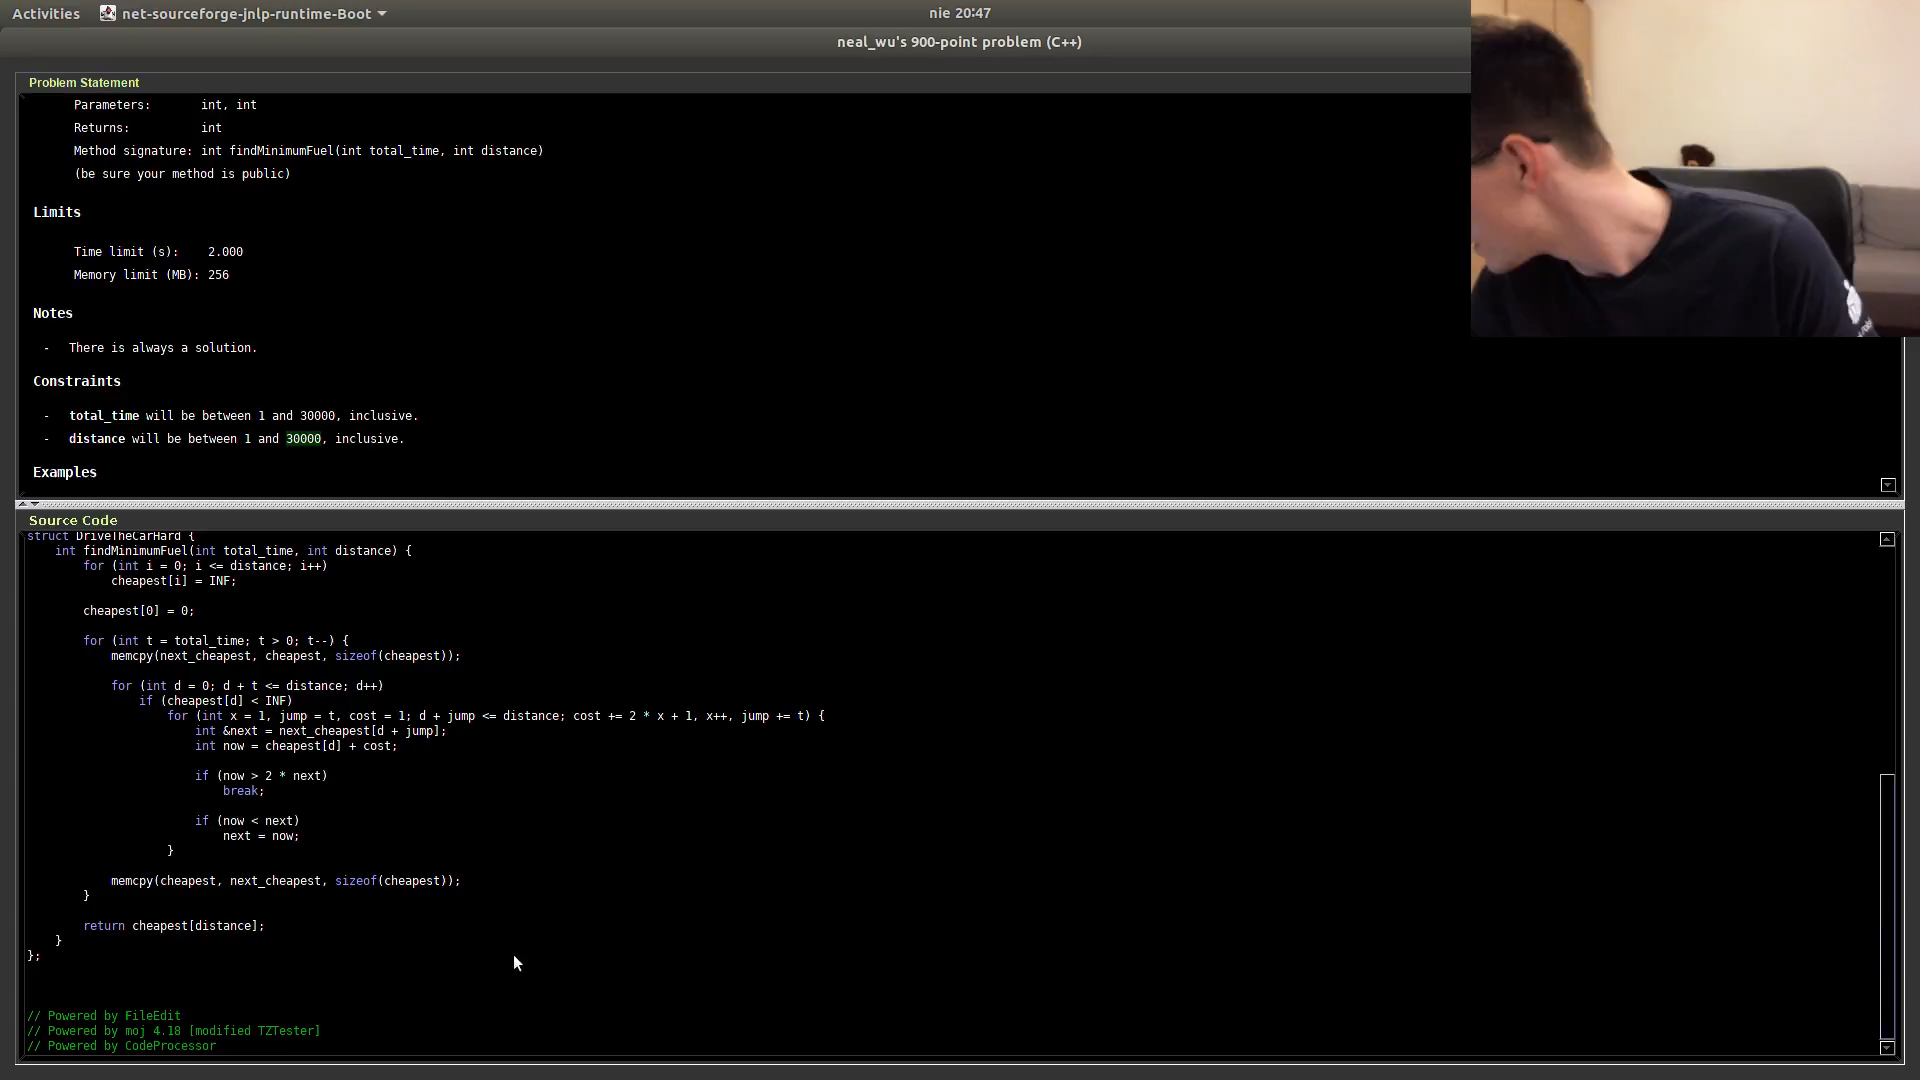 Activities net-sourceforge-jnlp-runtime-Boot nie 20:47
neal_wu's 900-point problem (C++)
Problem Statement
Parameters: int, int
Returns: int
Method signature: int findMinimumFuel(int total_time, int distance)
(be sure your method is public)
Limits
Time limit (s): 2.000
Memory limit (MB): 256
Notes
- There is always a solution.
Constraints
- total_time will be between 1 and 30000, inclusive.
- distance will be between 1 and 30000, inclusive.
Examples
Source Code
struct DriveTheCarHard {
int findMinimumFuel(int total_time, int distance) {
for (int i = 0; i <= distance; i++)
cheapest[i] = INF;
cheapest[0] = 0;
for (int t = total_time; t > 0; t--) {
memcpy(next_cheapest, cheapest, sizeof(cheapest));
for (int d = 0; d + t <= distance; d++)
if (cheapest[d] < INF)
for (int x = 1, jump = t, cost = 1; d + jump <= distance; cost += 2 * x + 1, x++, jump += t) {
int &next = next_cheapest[d + jump];
int now = cheapest[d] + cost;
if (now > 2 * next)
break;
if (now < next)
next = now;
}
memcpy(cheapest, next_cheapest, sizeof(cheapest));
}
return cheapest[distance];
}
};
// Powered by FileEdit
// Powered by moj 4.18 [modified TZTester]
// Powered by CodeProcessor